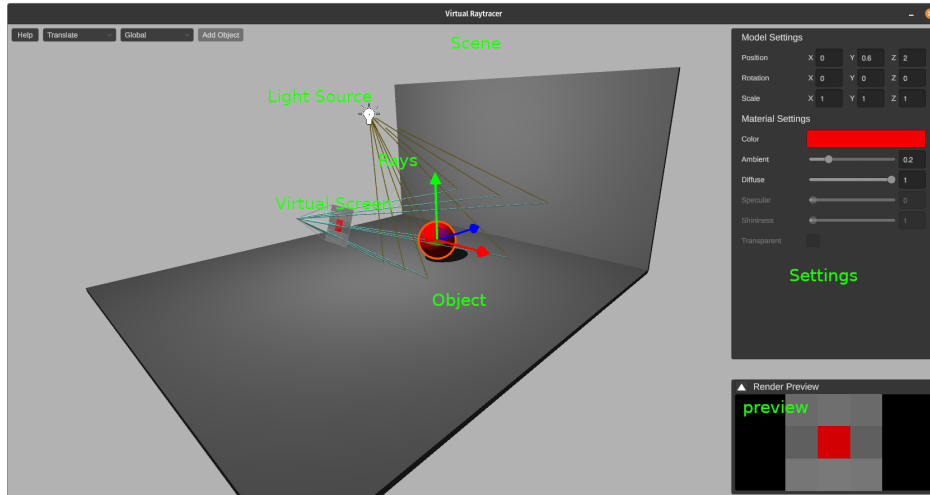 Virtual Raytracer
Help Translate Global Add Object
Scene
Light Source
Rays
Virtual Screen
Object
Model Settings
Position X 0 Y 0.6 Z 2
Rotation X 0 Y 0 Z 0
Scale X 1 Y 1 Z 1
Material Settings
Color
Ambient 0.2
Diffuse 1
Specular 0
Shininess 1
Transparent
Settings
Render Preview
preview